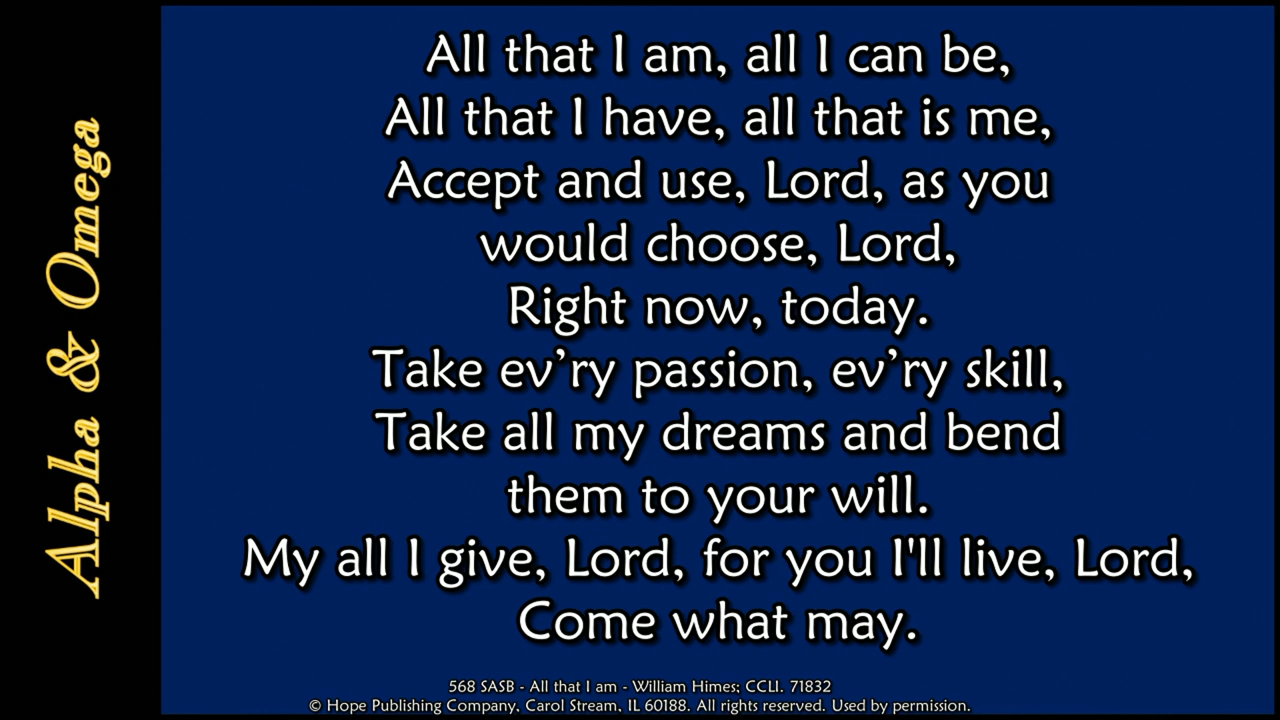 Alpha & Omega
All that I am, all I can be,
All that I have, all that is me,
Accept and use, Lord, as you
would choose, Lord,
Right now, today.
Take ev’ry passion, ev’ry skill,
Take all my dreams and bend
them to your will.
My all I give, Lord, for you I'll live, Lord,
Come what may.
568 SASB - All that I am - William Himes; CCLI. 71832
© Hope Publishing Company, Carol Stream, IL 60188. All rights reserved. Used by permission.